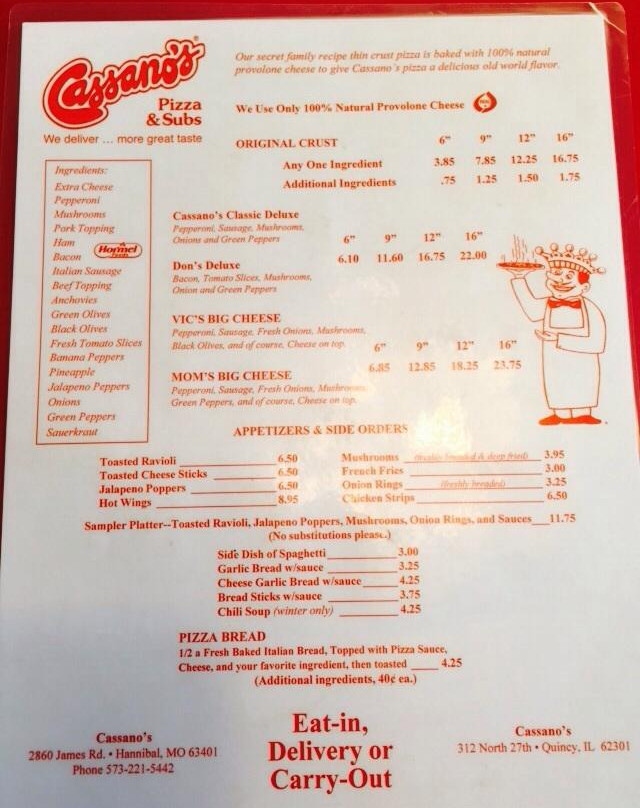 Cassano's®
Pizza
& Subs
We deliver ... more great taste
Our secret family recipe thin crust pizza is baked with 100% natural
provolone cheese to give Cassano's pizza a delicious old world flavor.
We Use Only 100% Natural Provolone Cheese
ORIGINAL CRUST 6" 9" 12" 16"
Any One Ingredient 3.85 7.85 12.25 16.75
Additional Ingredients .75 1.25 1.50 1.75
Ingredients:
Extra Cheese
Pepperoni
Mushrooms
Pork Topping
Ham
Bacon
Hormel
Foods
Italian Sausage
Beef Topping
Anchovies
Green Olives
Black Olives
Fresh Tomato Slices
Banana Peppers
Pineapple
Jalapeno Peppers
Onions
Green Peppers
Sauerkraut
Cassano's Classic Deluxe
Pepperoni, Sausage, Mushrooms,
Onions and Green Peppers
6" 9" 12" 16"
6.10 11.60 16.75 22.00
Don's Deluxe
Bacon, Tomato Slices, Mushrooms,
Onion and Green Peppers
VIC'S BIG CHEESE
Pepperoni, Sausage, Fresh Onions, Mushrooms,
Black Olives, and of course, Cheese on top.
6" 9" 12" 16"
6.85 12.85 18.25 23.75
MOM'S BIG CHEESE
Pepperoni, Sausage, Fresh Onions, Mushrooms
Green Peppers, and of course, Cheese on top.
APPETIZERS & SIDE ORDERS
Toasted Ravioli 6.50
Toasted Cheese Sticks 6.50
Jalapeno Poppers 6.50
Hot Wings 8.95
Mushrooms (freshly breaded & deep fried) 3.95
French Fries 3.00
Onion Rings (freshly breaded) 3.25
Chicken Strips 6.50
Sampler Platter--Toasted Ravioli, Jalapeno Poppers, Mushrooms, Onion Rings, and Sauces 11.75
(No substitutions please.)
Side Dish of Spaghetti 3.00
Garlic Bread w/sauce 3.25
Cheese Garlic Bread w/sauce 4.25
Bread Sticks w/sauce 3.75
Chili Soup (winter only) 4.25
PIZZA BREAD
1/2 a Fresh Baked Italian Bread, Topped with Pizza Sauce,
Cheese, and your favorite ingredient, then toasted 4.25
(Additional ingredients, 40¢ ea.)
Eat-in,
Delivery or
Carry-Out
Cassano's
2860 James Rd. • Hannibal, MO 63401
Phone 573-221-5442
Cassano's
312 North 27th • Quincy, IL 62301